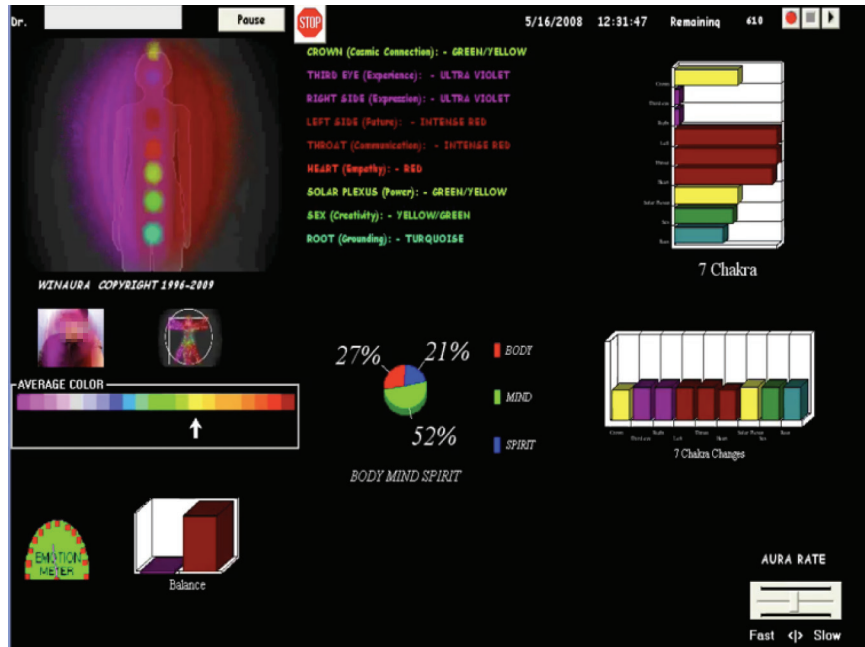 Dr.
Pause
STOP
5/16/2008 12:31:47 Remaining 610
CROWN (Cosmic Connection): - GREEN/YELLOW
THIRD EYE (Experience): - ULTRA VIOLET
RIGHT SIDE (Expression): - ULTRA VIOLET
LEFT SIDE (Future): - INTENSE RED
THROAT (Communication): - INTENSE RED
HEART (Empathy): - RED
SOLAR PLEXUS (Power): - GREEN/YELLOW
SEX (Creativity): - YELLOW/GREEN
ROOT (Grounding): - TURQUOISE
7 Chakra
WINAURA COPYRIGHT 1996-2009
AVERAGE COLOR
27%
21%
52%
BODY
MIND
SPIRIT
BODY MIND SPIRIT
7 Chakra Changes
EMOTION
METER
Balance
AURA RATE
Fast <|> Slow